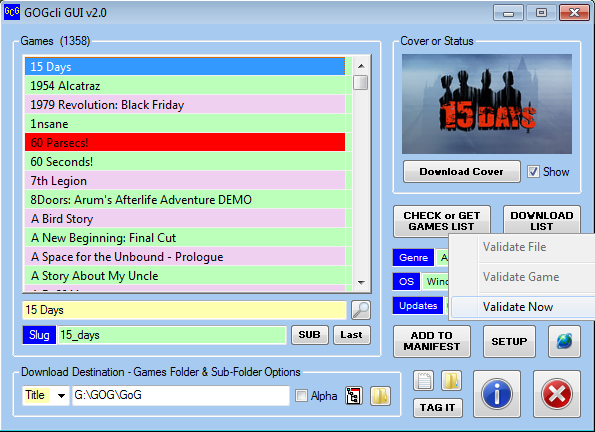 GcG GOGcli GUI v2.0
Games (1358)
15 Days
1954 Alcatraz
1979 Revolution: Black Friday
1nsane
60 Parsecs!
60 Seconds!
7th Legion
8Doors: Arum's Afterlife Adventure DEMO
A Bird Story
A New Beginning: Final Cut
A Space for the Unbound - Prologue
A Story About My Uncle
15 Days
Slug 15_days SUB Last
Cover or Status
15 DAYS
Download Cover Show
CHECK or GET
GAMES LIST
DOWNLOAD
LIST
Genre A
OS Wind
Updates
Validate File
Validate Game
Validate Now
ADD TO
MANIFEST
SETUP
Download Destination - Games Folder & Sub-Folder Options
Title G:\GOG\GoG Alpha
TAG IT